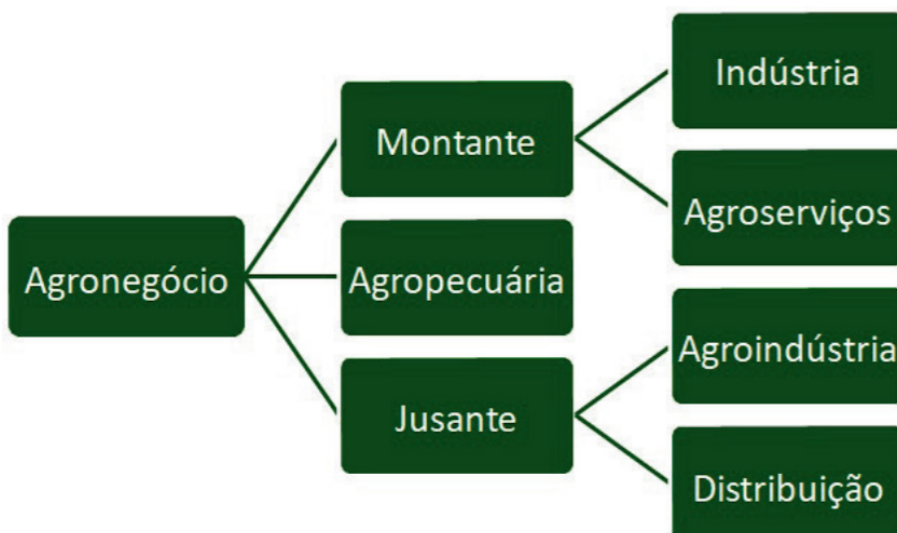 Indústria
Montante
Agroserviços
Agronegócio
Agropecuária
Agroindústria
Jusante
Distribuição